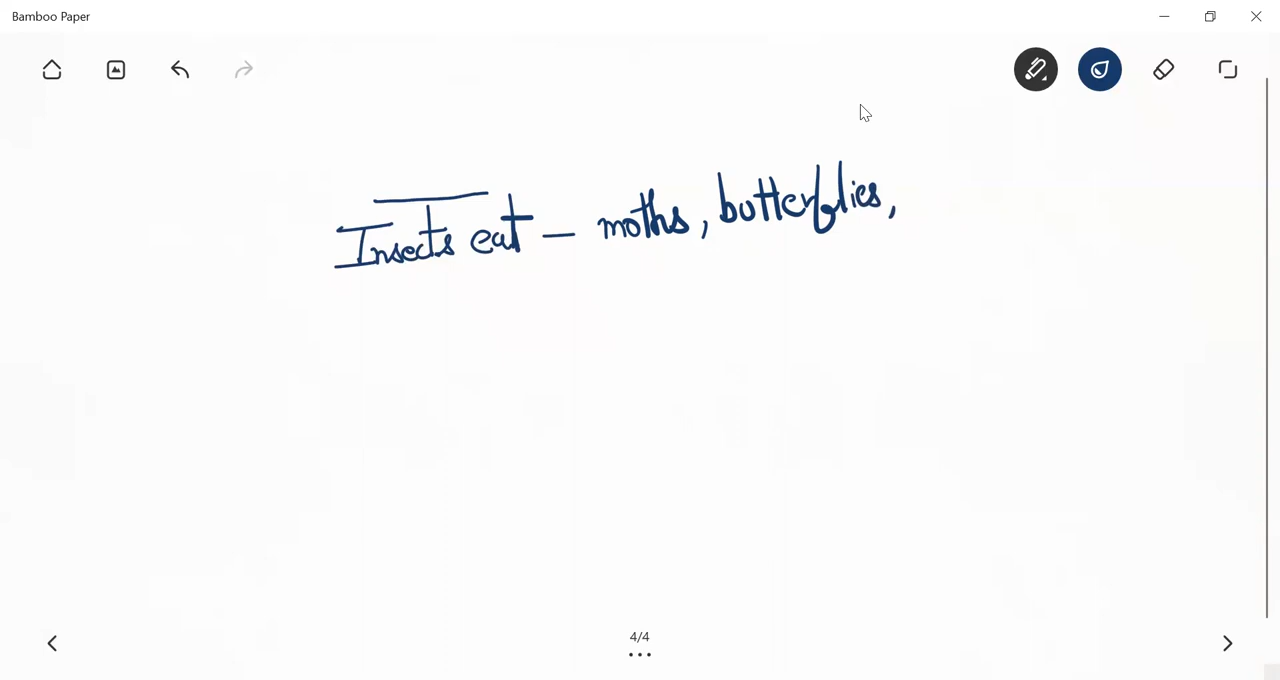 Bamboo Paper
Insects eat — moths, butterflies,
4/4